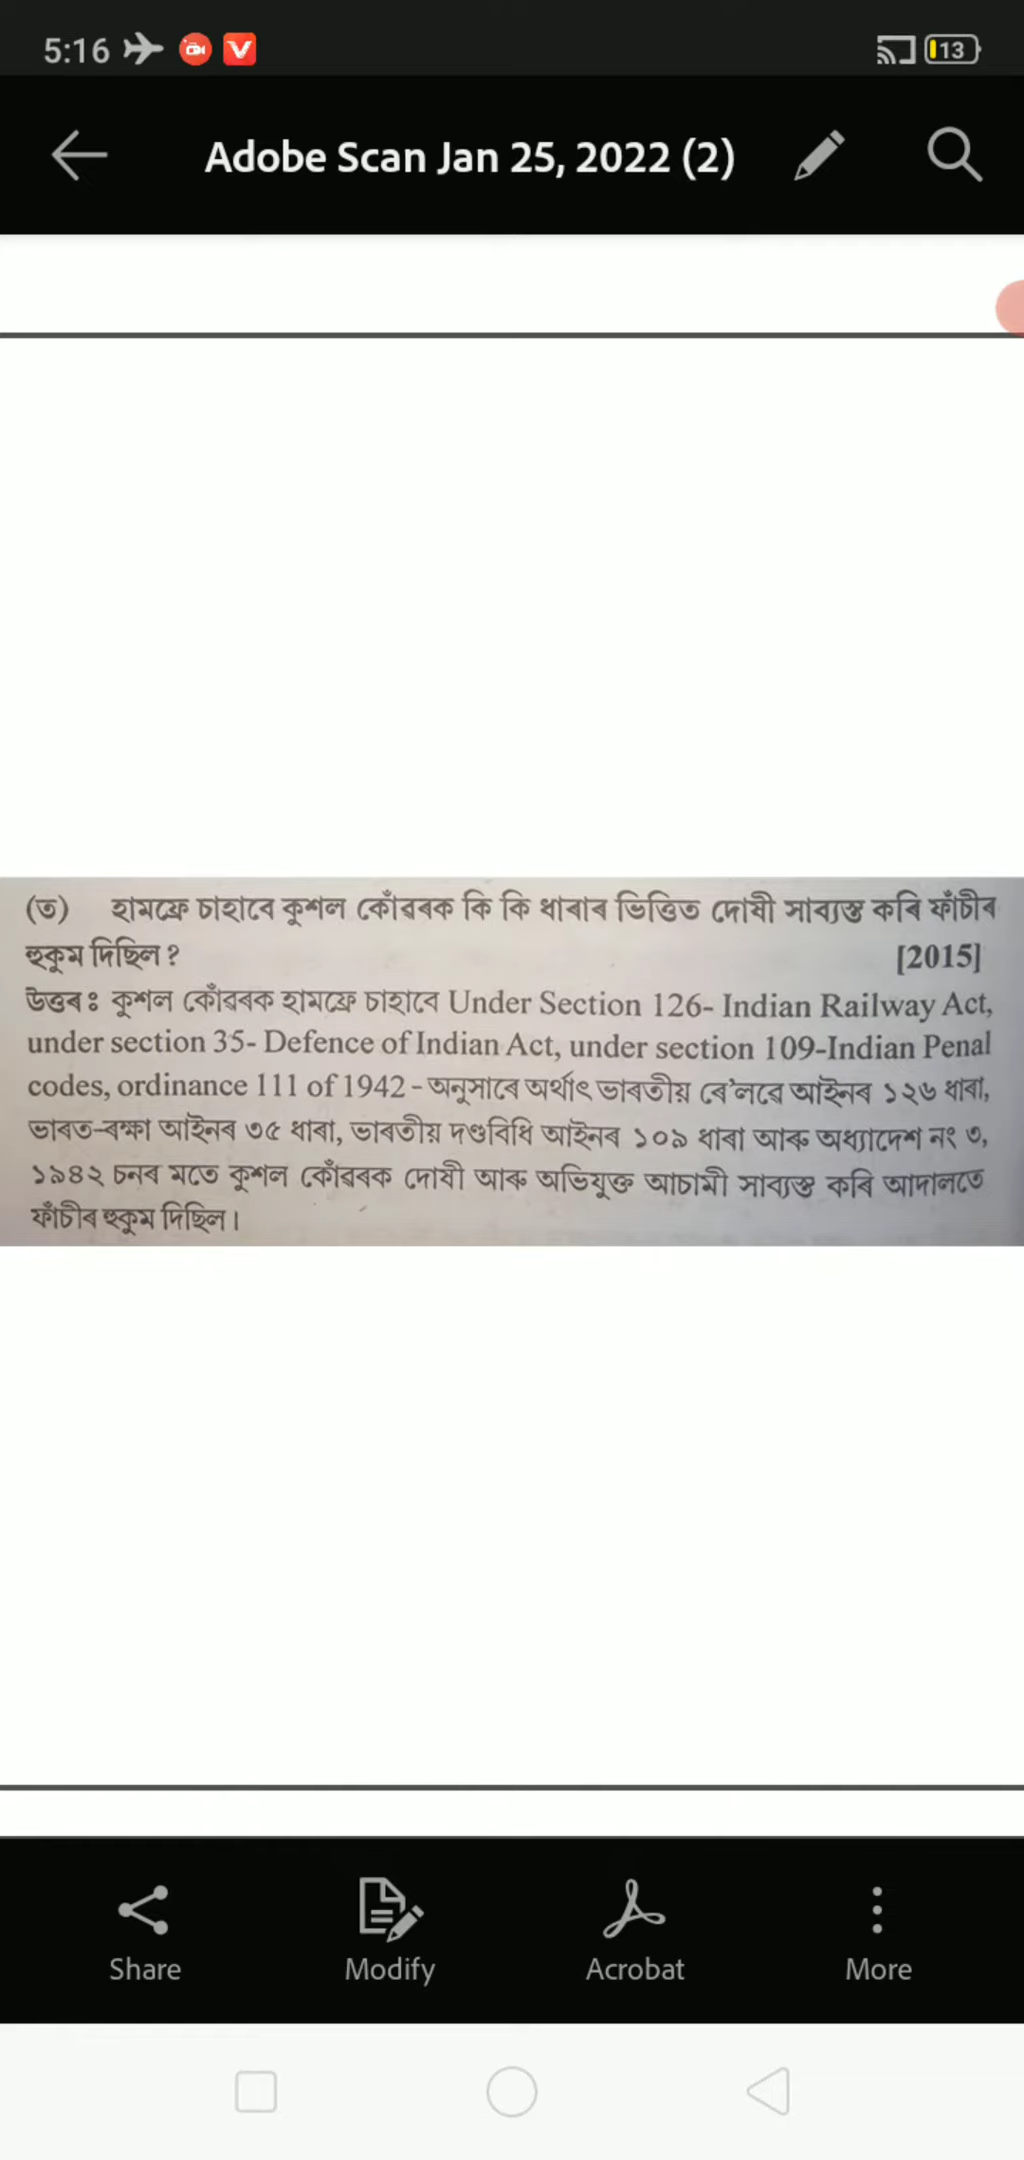 5:16
13
Adobe Scan Jan 25, 2022 (2)
(ত) হামফ্ৰে চাহাবে কুশল কোঁৱৰক কি কি ধাৰাৰ ভিত্তিত দোষী সাব্যস্ত কৰি ফাঁচীৰ
হুকুম দিছিল ? [2015]
উত্তৰঃ কুশল কোঁৱৰক হামফ্ৰে চাহাবে Under Section 126- Indian Railway Act,
under section 35- Defence of Indian Act, under section 109-Indian Penal
codes, ordinance 111 of 1942 - অনুসাৰে অৰ্থাৎ ভাৰতীয় ৰে'লৱে আইনৰ ১২৬ ধাৰা,
ভাৰত-ৰক্ষা আইনৰ ৩৫ ধাৰা, ভাৰতীয় দণ্ডবিধি আইনৰ ১০৯ ধাৰা আৰু অধ্যাদেশ নং ৩,
১৯৪২ চনৰ মতে কুশল কোঁৱৰক দোষী আৰু অভিযুক্ত আচামী সাব্যস্ত কৰি আদালতে
ফাঁচীৰ হুকুম দিছিল।
Share Modify Acrobat More